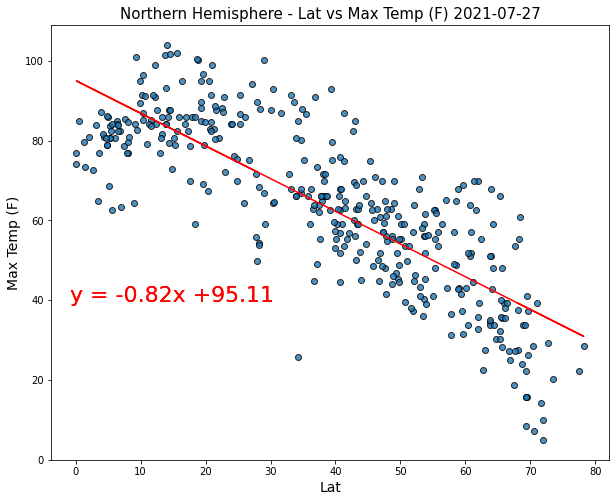 Northern Hemisphere - Lat vs Max Temp (F) 2021-07-27
100
80
60
40
20
0
Max Temp (F)
y = -0.82x +95.11
0 10 20 30 40 50 60 70 80
Lat